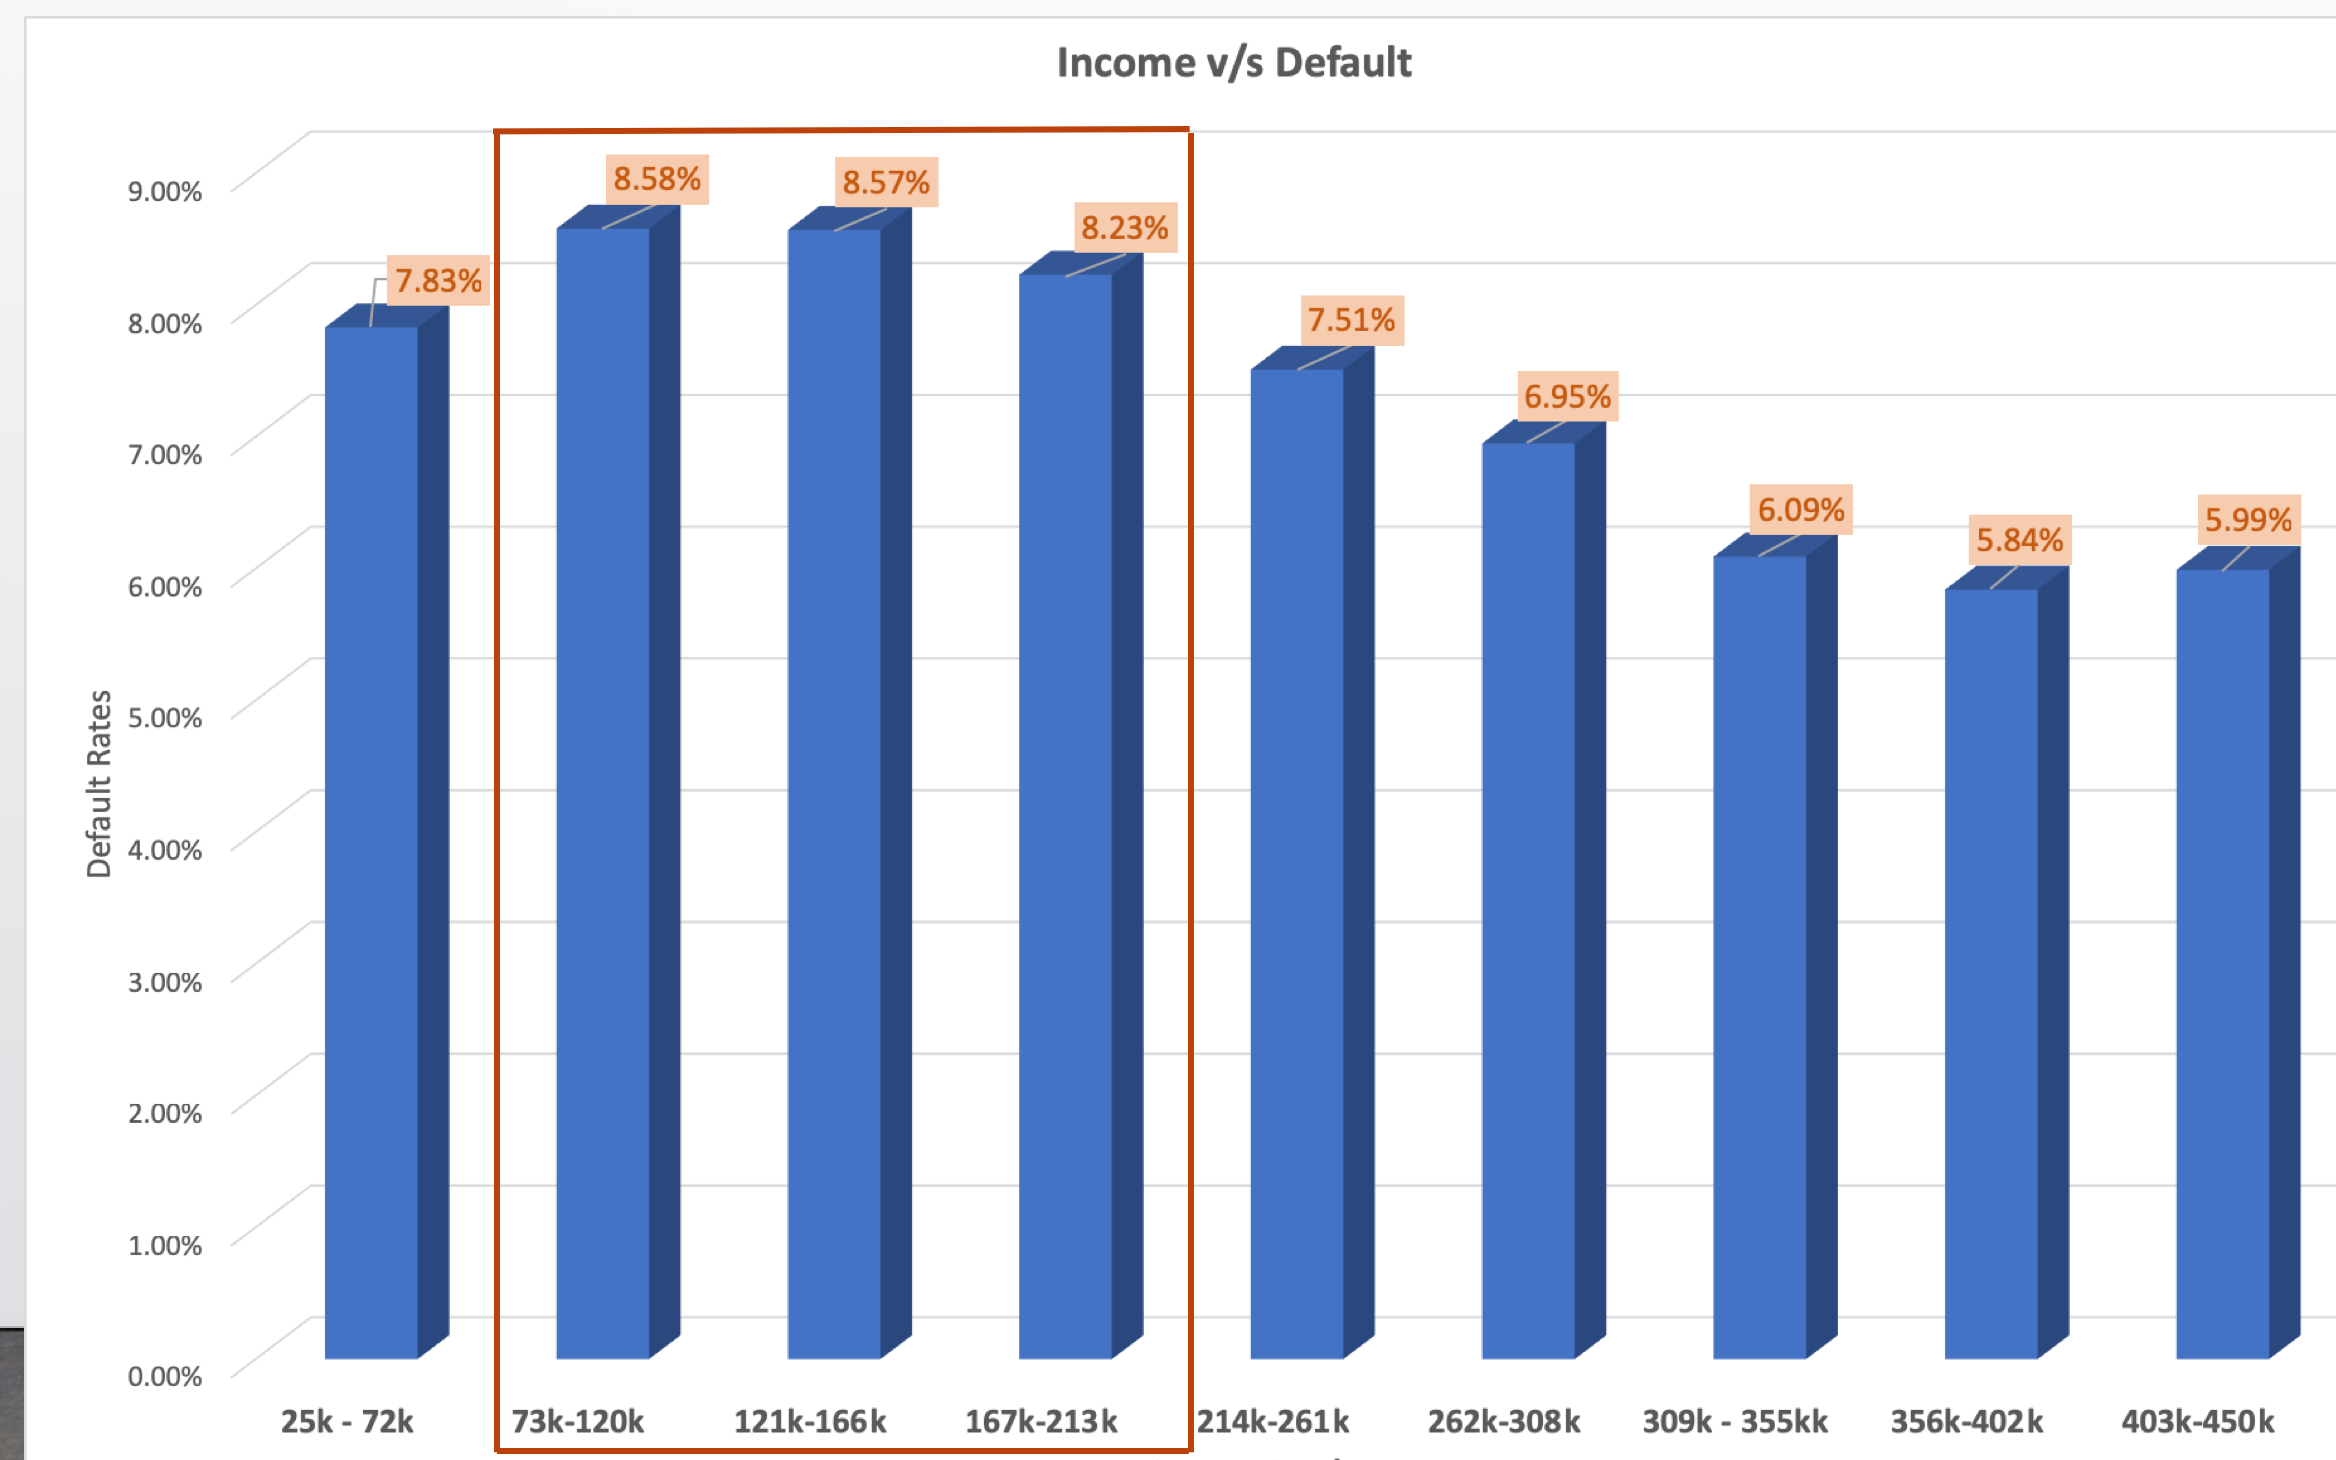 Income v/s Default
Default Rates
9.00%
8.00%
7.00%
6.00%
5.00%
4.00%
3.00%
2.00%
1.00%
0.00%
7.83%
8.58%
8.57%
8.23%
7.51%
6.95%
6.09%
5.84%
5.99%
25k - 72k
73k-120k
121k-166k
167k-213k
214k-261k
262k-308k
309k - 355kk
356k-402k
403k-450k